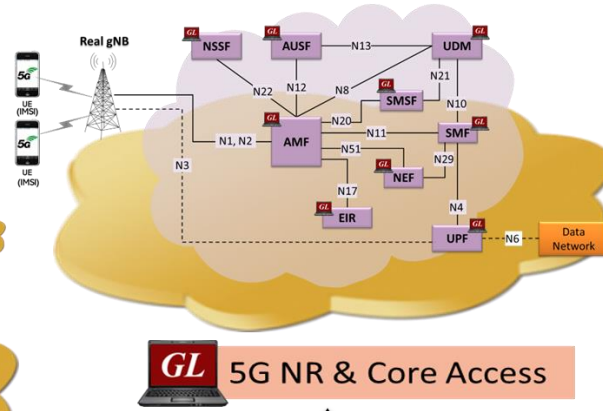 Real gNB
5G
UE
(IMSI)
5G
UE
(IMSI)
GL
NSSF
GL
AUSF
N13
GL
UDM
N22
N12
N8
N21
GL
SMSF
N20
N10
GL
AMF
N1, N2
N11
SMF
GL
N51
N29
N3
GL
NEF
N17
N4
GL
EIR
UPF
GL
N6
Data
Network
GL
5G NR & Core Access